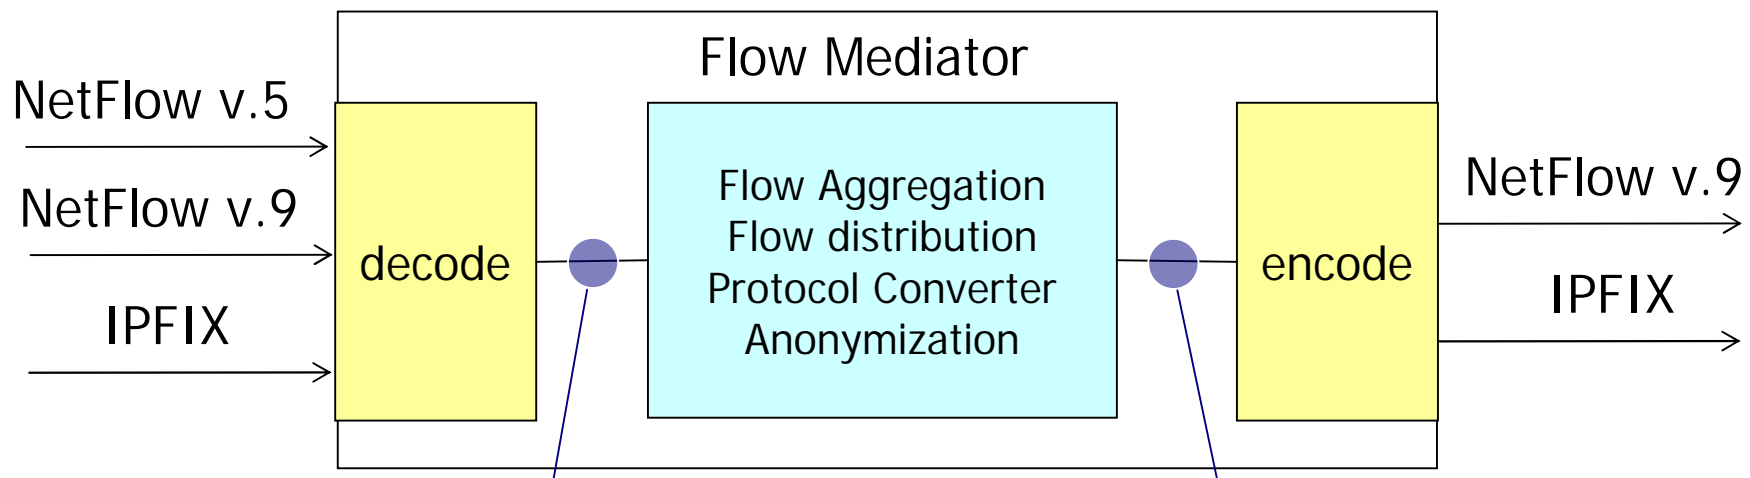 Flow Mediator
NetFlow v.5
NetFlow v.9
IPFIX
decode
Flow Aggregation
Flow distribution
Protocol Converter
Anonymization
encode
NetFlow v.9
IPFIX